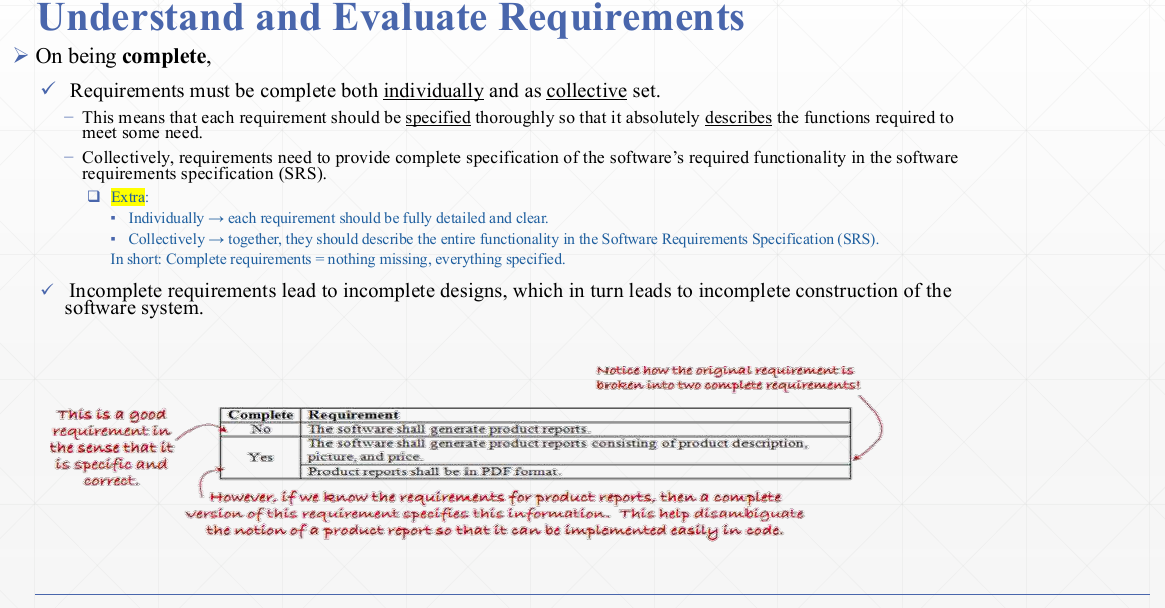 Understand and Evaluate Requirements
➢ On being complete,
✓ Requirements must be complete both individually and as collective set.
– This means that each requirement should be specified thoroughly so that it absolutely describes the functions required to
meet some need.
– Collectively, requirements need to provide complete specification of the software's required functionality in the software
requirements specification (SRS).
❑ Extra:
▪ Individually → each requirement should be fully detailed and clear.
▪ Collectively → together, they should describe the entire functionality in the Software Requirements Specification (SRS).
In short: Complete requirements = nothing missing, everything specified.
✓ Incomplete requirements lead to incomplete designs, which in turn leads to incomplete construction of the
software system.
Notice how the original requirement is
broken into two complete requirements!
This is a good
requirement in
the sense that it
is specific and
correct.
Complete Requirement
No The software shall generate product reports.
Yes The software shall generate product reports consisting of product description,
picture, and price.
Product reports shall be in PDF format.
However, if we know the requirements for product reports, then a complete
version of this requirement specifies this information. This help disambiguate
the notion of a product report so that it can be implemented easily in code.